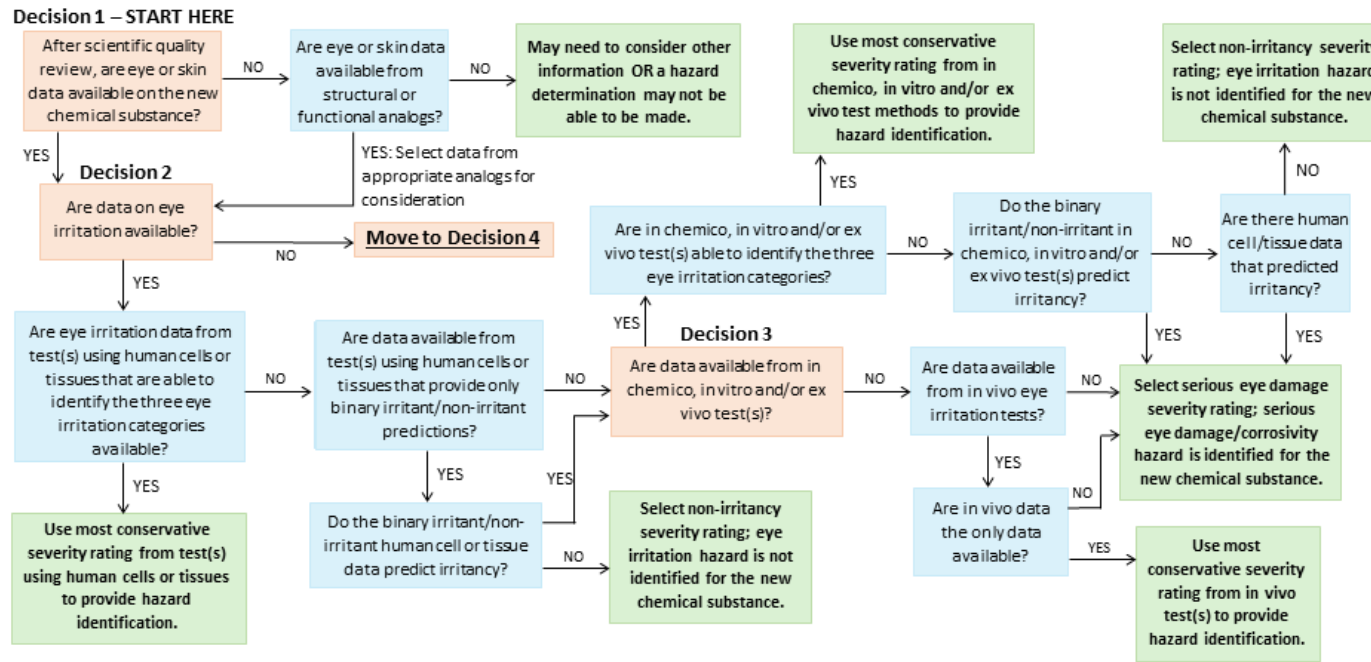 Decision 1 – START HERE
After scientific quality
review, are eye or skin
data available on the new
chemical substance?
NO
Are eye or skin data
available from
structural or
functional analogs?
NO
May need to consider other
information OR a hazard
determination may not be
able to be made.
Use most conservative
severity rating from in
chemico, in vitro and/or ex
vivo test methods to provide
hazard identification.
Select non-irritancy severity
rating; eye irritation hazard
is not identified for the new
chemical substance.
YES
YES: Select data from
appropriate analogs for
consideration
Decision 2
Are data on eye
irritation available?
NO
Move to Decision 4
YES
NO
Are in chemico, in vitro and/or ex
vivo test(s) able to identify the three
eye irritation categories?
NO
Do the binary
irritant/non-irritant in
chemico, in vitro and/or
ex vivo test(s) predict
irritancy?
NO
Are there human
cell/tissue data
that predicted
irritancy?
YES
YES
YES
YES
Are eye irritation data from
test(s) using human cells or
tissues that are able to
identify the three eye
irritation categories
available?
NO
Are data available from
test(s) using human cells or
tissues that provide only
binary irritant/non-irritant
predictions?
NO
Decision 3
Are data available from in
chemico, in vitro and/or ex
vivo test(s)?
NO
Are data available
from in vivo eye
irritation tests?
NO
Select serious eye damage
severity rating; serious
eye damage/corrosivity
hazard is identified for the
new chemical substance.
YES
YES
YES
YES
Use most conservative
severity rating from test(s)
using human cells or tissues
to provide hazard
identification.
Do the binary irritant/non-
irritant human cell or tissue
data predict irritancy?
NO
Select non-irritancy
severity rating; eye
irritation hazard is not
identified for the new
chemical substance.
Are in vivo data
the only data
available?
NO
YES
Use most
conservative severity
rating from in vivo
test(s) to provide
hazard identification.